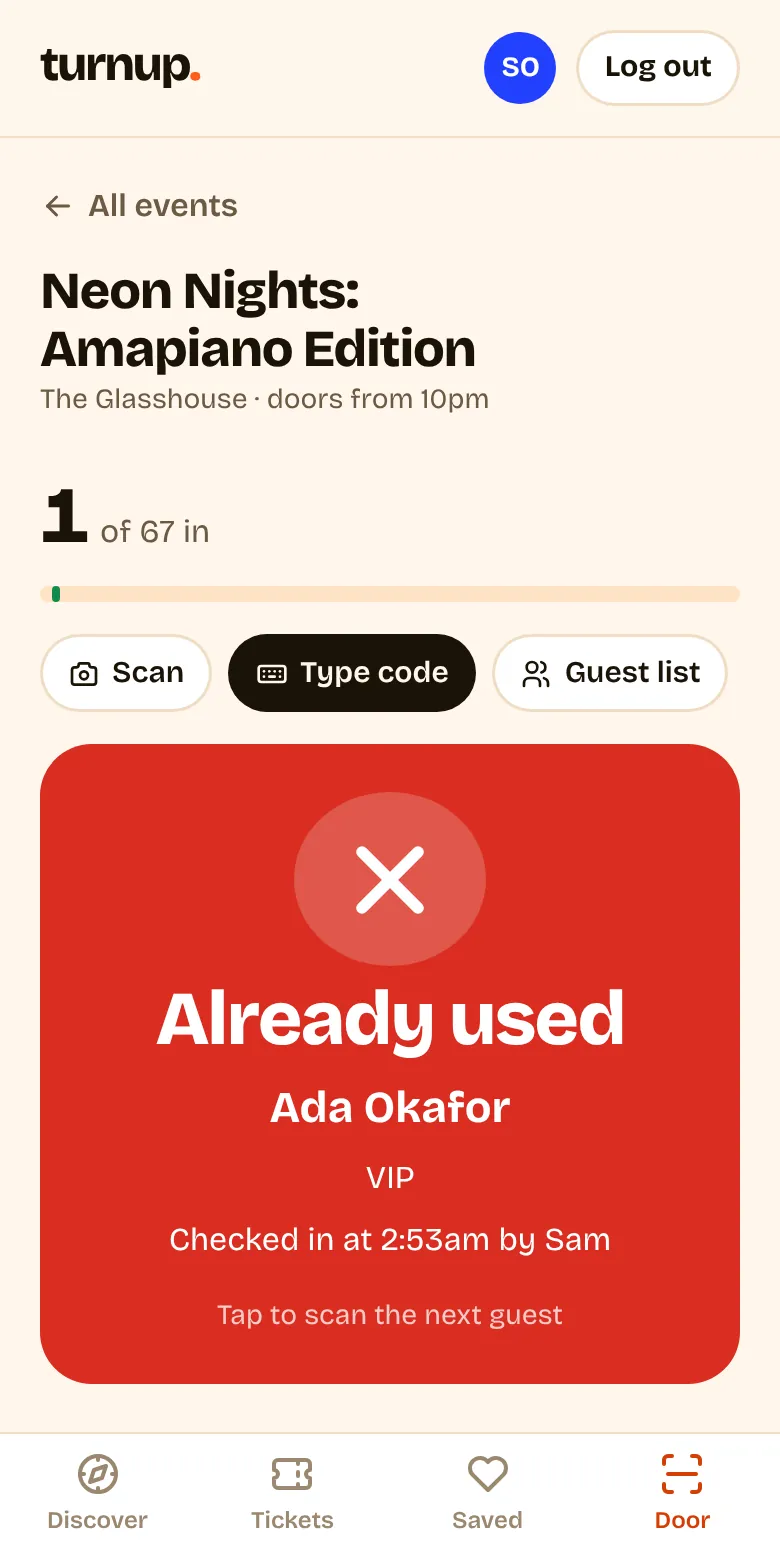 turnup.
SO
Log out
All events
Neon Nights:
Amapiano Edition
The Glasshouse · doors from 10pm
1 of 67 in
Scan
Type code
Guest list
Already used
Ada Okafor
VIP
Checked in at 2:53am by Sam
Tap to scan the next guest
Discover
Tickets
Saved
Door